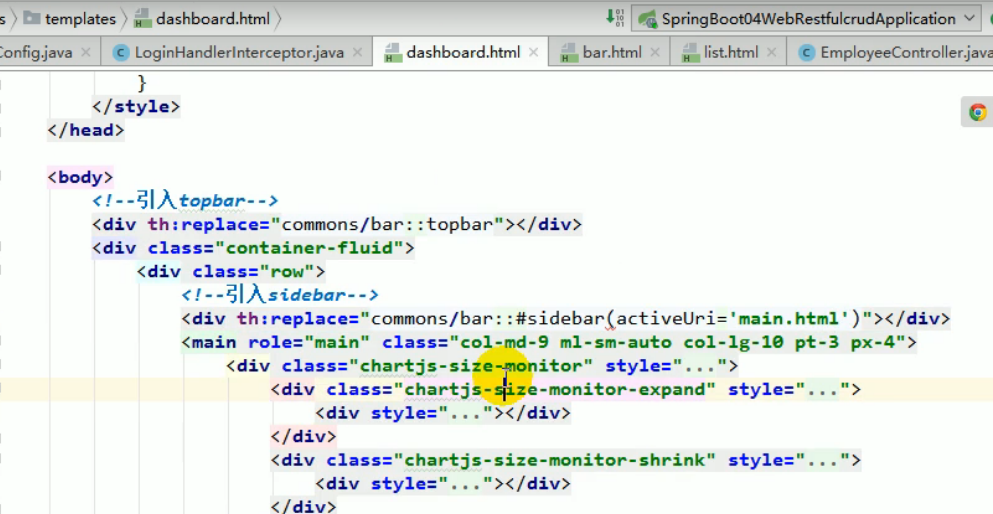 s templates dashboard.html SpringBoot04WebRestfulcrudApplication
Config.java LoginHandlerInterceptor.java dashboard.html bar.html list.html EmployeeController.java
}
</style>
</head>
<body>
<!--引入topbar-->
<div th:replace="commons/bar::topbar"></div>
<div class="container-fluid">
<div class="row">
<!--引入sidebar-->
<div th:replace="commons/bar::#sidebar(activeUri='main.html')"></div>
<main role="main" class="col-md-9 ml-sm-auto col-lg-10 pt-3 px-4">
<div class="chartjs-size-monitor" style="...">
<div class="chartjs-size-monitor-expand" style="...">
<div style="..."></div>
</div>
<div class="chartjs-size-monitor-shrink" style="...">
<div style="..."></div>
</div>